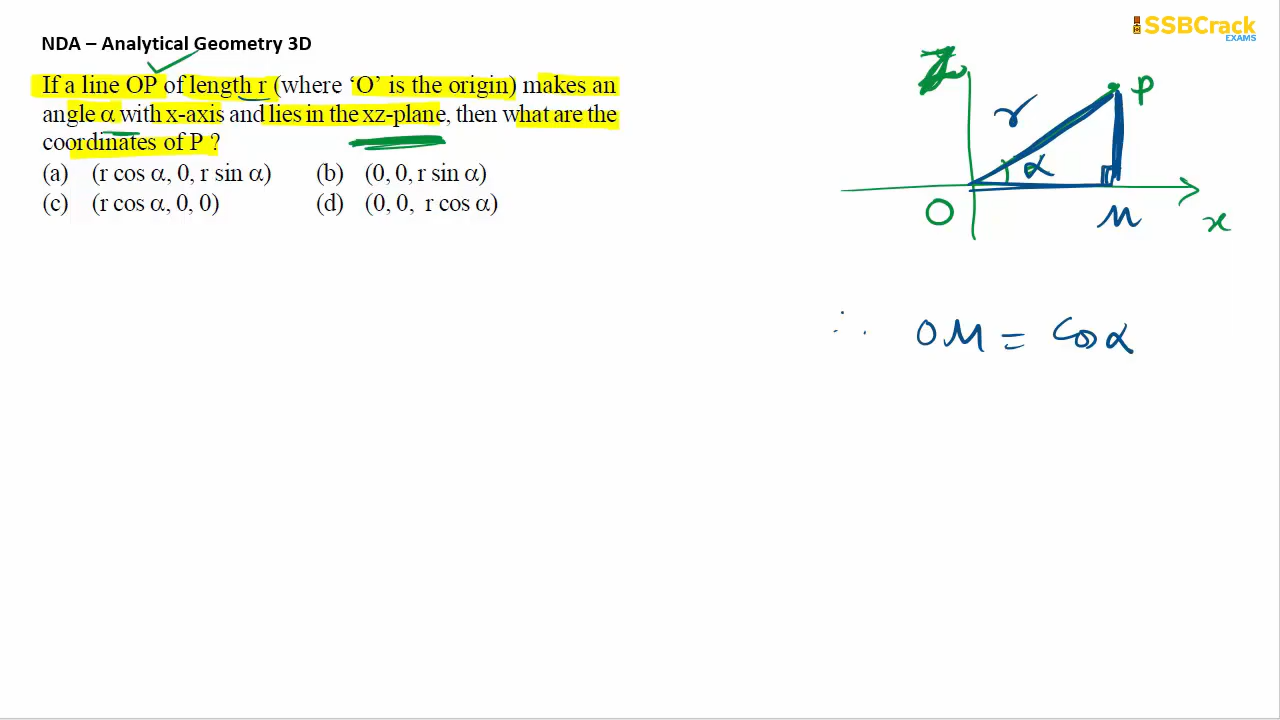 SSBCrack
EXAMS
NDA – Analytical Geometry 3D
If a line OP of length r (where ‘O’ is the origin) makes an
angle α with x-axis and lies in the xz-plane, then what are the
coordinates of P ?
(a) (r cos α, 0, r sin α) (b) (0, 0, r sin α)
(c) (r cos α, 0, 0) (d) (0, 0, r cos α)
Z
P
r
α
O
M
x
∴ OM = cos α